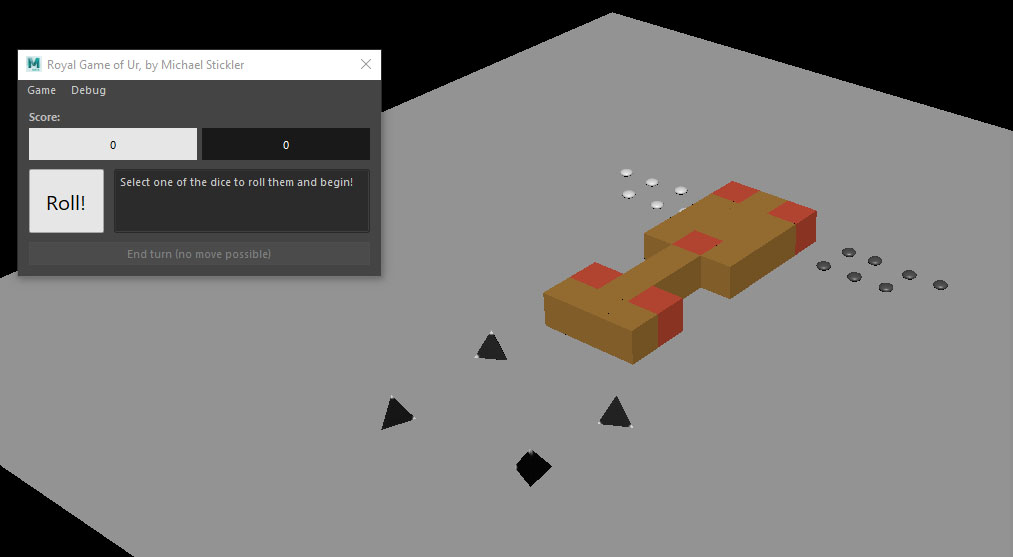 Royal Game of Ur, by Michael Stickler
Game Debug
Score:
0 0
Roll! Select one of the dice to roll them and begin!
End turn (no move possible)